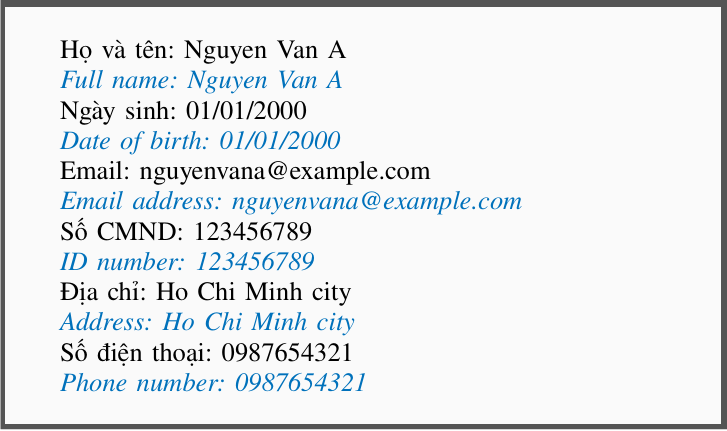 Họ và tên: Nguyen Van A
Full name: Nguyen Van A
Ngày sinh: 01/01/2000
Date of birth: 01/01/2000
Email: nguyenvana@example.com
Email address: nguyenvana@example.com
Số CMND: 123456789
ID number: 123456789
Địa chỉ: Ho Chi Minh city
Address: Ho Chi Minh city
Số điện thoại: 0987654321
Phone number: 0987654321